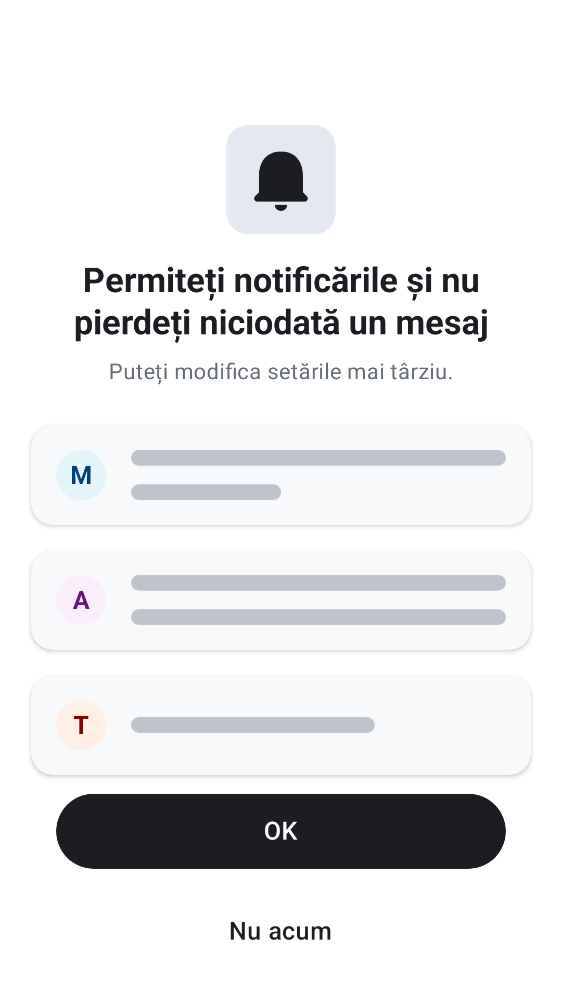 Permiteți notificările și nu
pierdeți niciodată un mesaj
Puteți modifica setările mai târziu.
M
A
T
OK
Nu acum